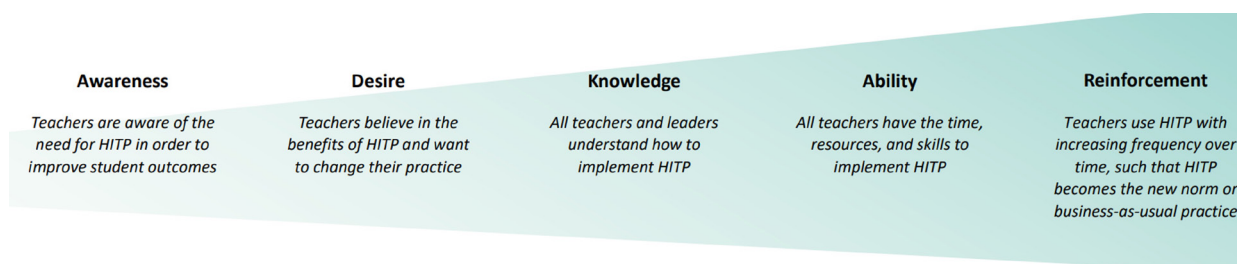 Awareness
Teachers are aware of the
need for HITP in order to
improve student outcomes
Desire
Teachers believe in the
benefits of HITP and want
to change their practice
Knowledge
All teachers and leaders
understand how to
implement HITP
Ability
All teachers have the time,
resources, and skills to
implement HITP
Reinforcement
Teachers use HITP with
increasing frequency over
time, such that HITP
becomes the new norm or
business-as-usual practice